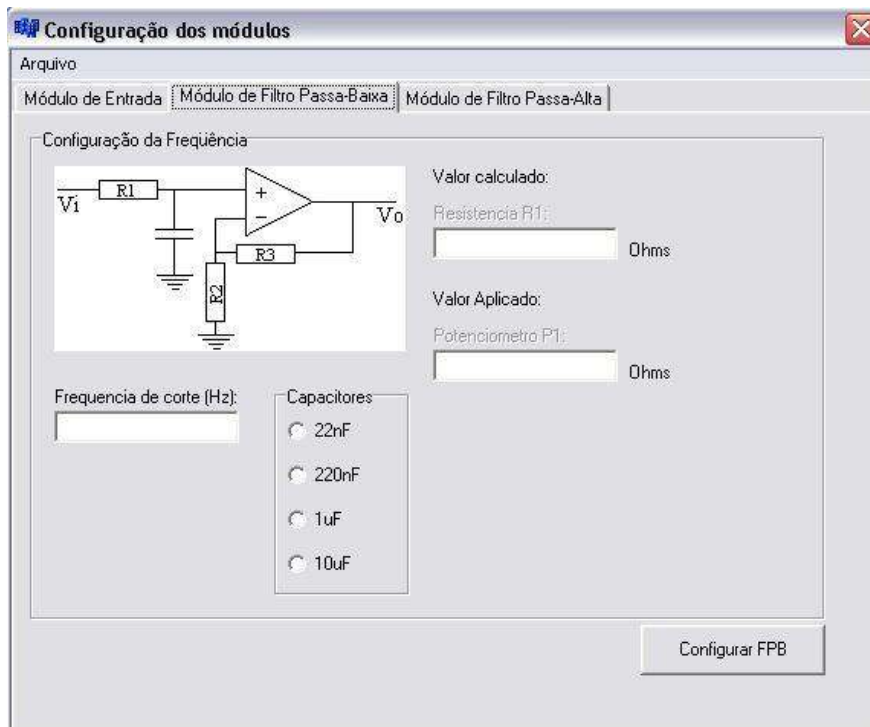 Configuração dos módulos
Arquivo
Módulo de Entrada
Módulo de Filtro Passa-Baixa
Módulo de Filtro Passa-Alta
Configuração da Freqüência
R1
Vi
+
−
Vo
R3
R2
Valor calculado:
Resistencia R1:
Ohms
Valor Aplicado:
Potenciometro P1:
Ohms
Frequencia de corte (Hz):
Capacitores
22nF
220nF
1uF
10uF
Configurar FPB